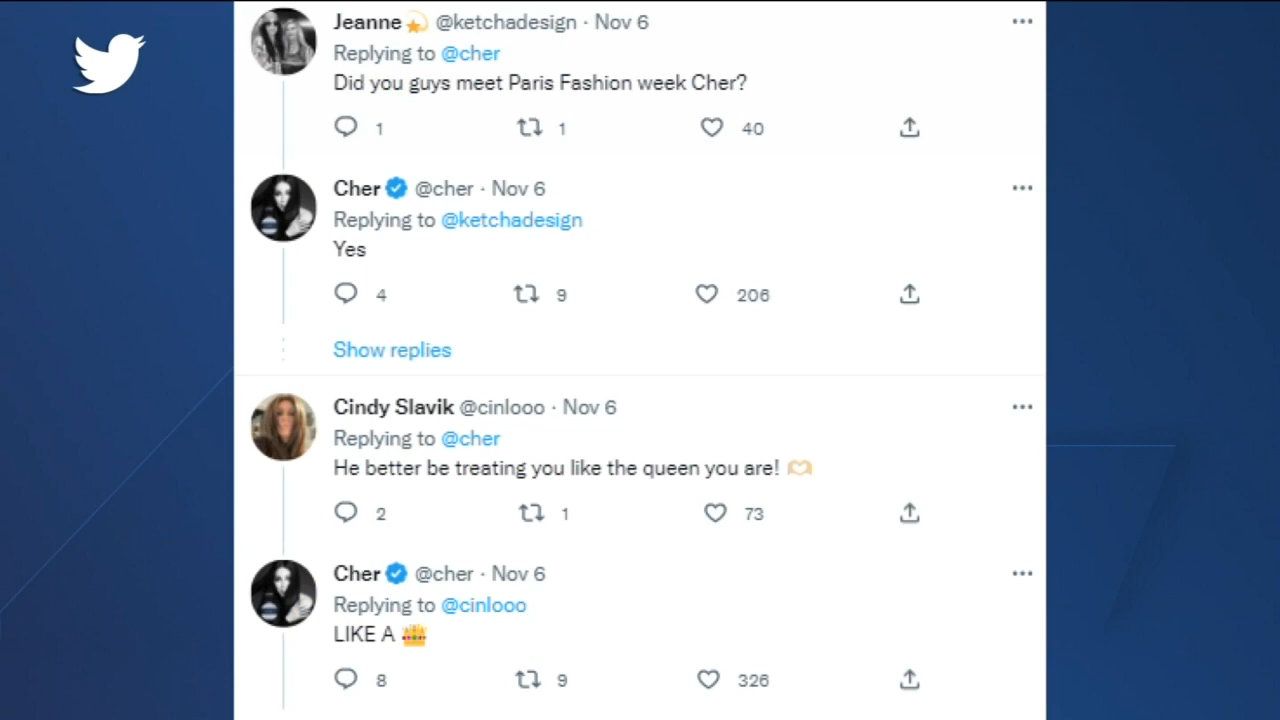 Jeanne💫 @ketchadesign · Nov 6
Replying to @cher
Did you guys meet Paris Fashion week Cher?
1 1 40
Cher @cher · Nov 6
Replying to @ketchadesign
Yes
4 9 206
Show replies
Cindy Slavik @cinlooo · Nov 6
Replying to @cher
He better be treating you like the queen you are! 🫶🏻
2 1 73
Cher @cher · Nov 6
Replying to @cinlooo
LIKE A 👑
8 9 326